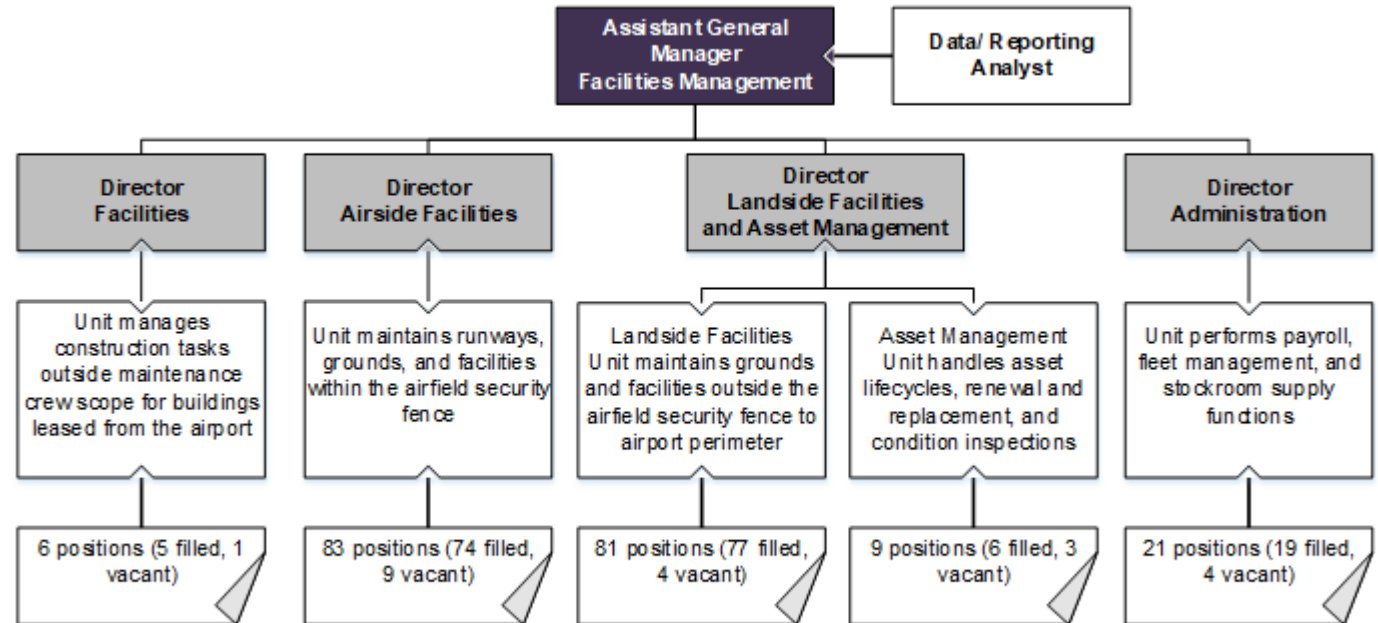 Assistant General
Manager
Facilities Management
Data/ Reporting
Analyst
Director
Facilities
Director
Airside Facilities
Director
Landside Facilities
and Asset Management
Director
Administration
Unit manages
construction tasks
outside maintenance
crew scope for buildings
leased from the airport
Unit maintains runways,
grounds, and facilities
within the airfield security
fence
Landside Facilities
Unit maintains grounds
and facilities outside the
airfield security fence to
airport perimeter
Asset Management
Unit handles asset
lifecycles, renewal and
replacement, and
condition inspections
Unit performs payroll,
fleet management, and
stockroom supply
functions
6 positions (5 filled, 1
vacant)
83 positions (74 filled,
9 vacant)
81 positions (77 filled,
4 vacant)
9 positions (6 filled, 3
vacant)
21 positions (19 filled,
4 vacant)